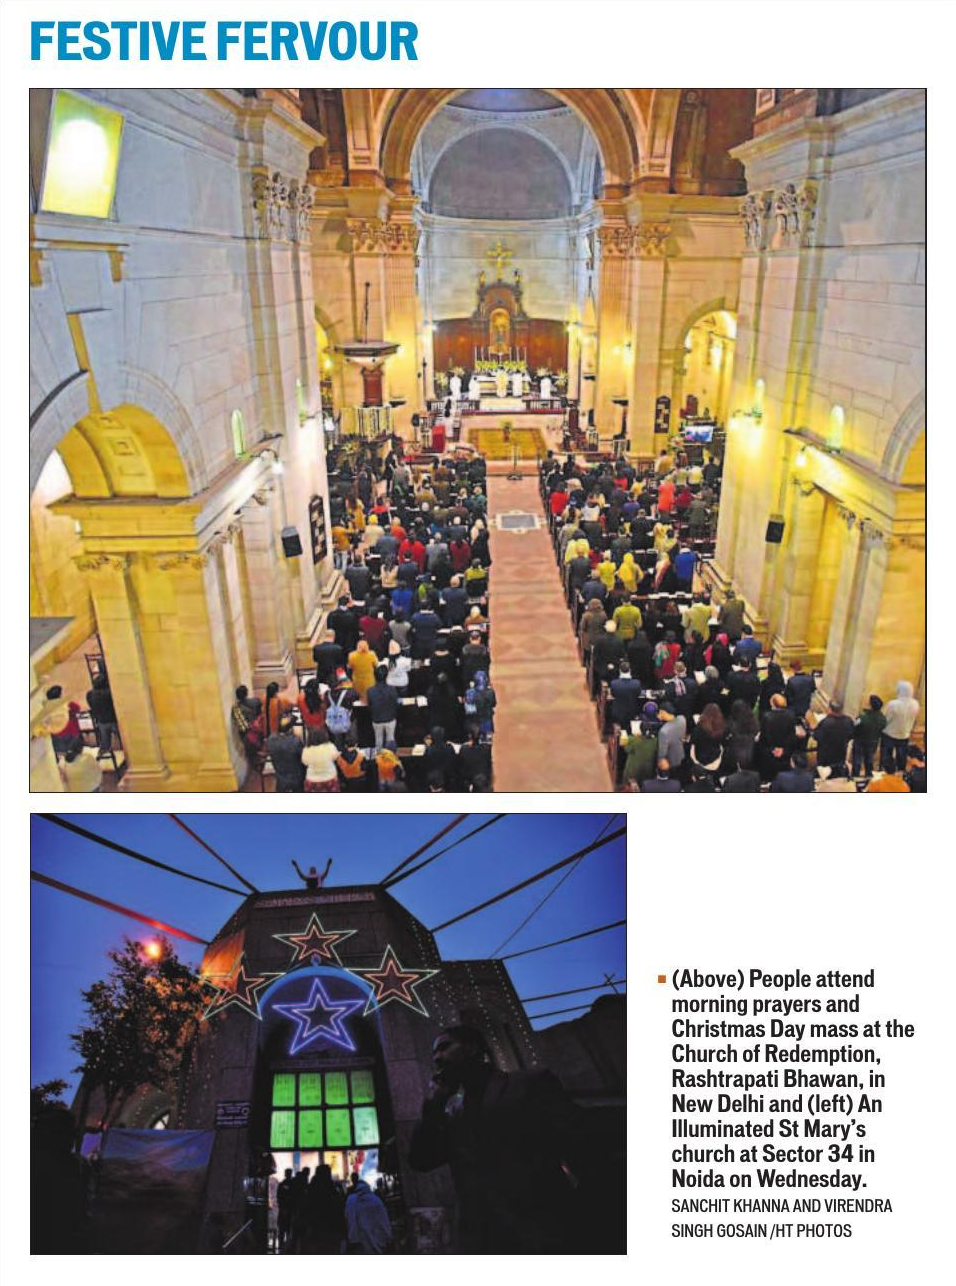 FESTIVE FERVOUR
(Above) People attend
morning prayers and
Christmas Day mass at the
Church of Redemption,
Rashtrapati Bhawan, in
New Delhi and (left) An
Illuminated St Mary’s
church at Sector 34 in
Noida on Wednesday.
SANCHIT KHANNA AND VIRENDRA
SINGH GOSAIN /HT PHOTOS